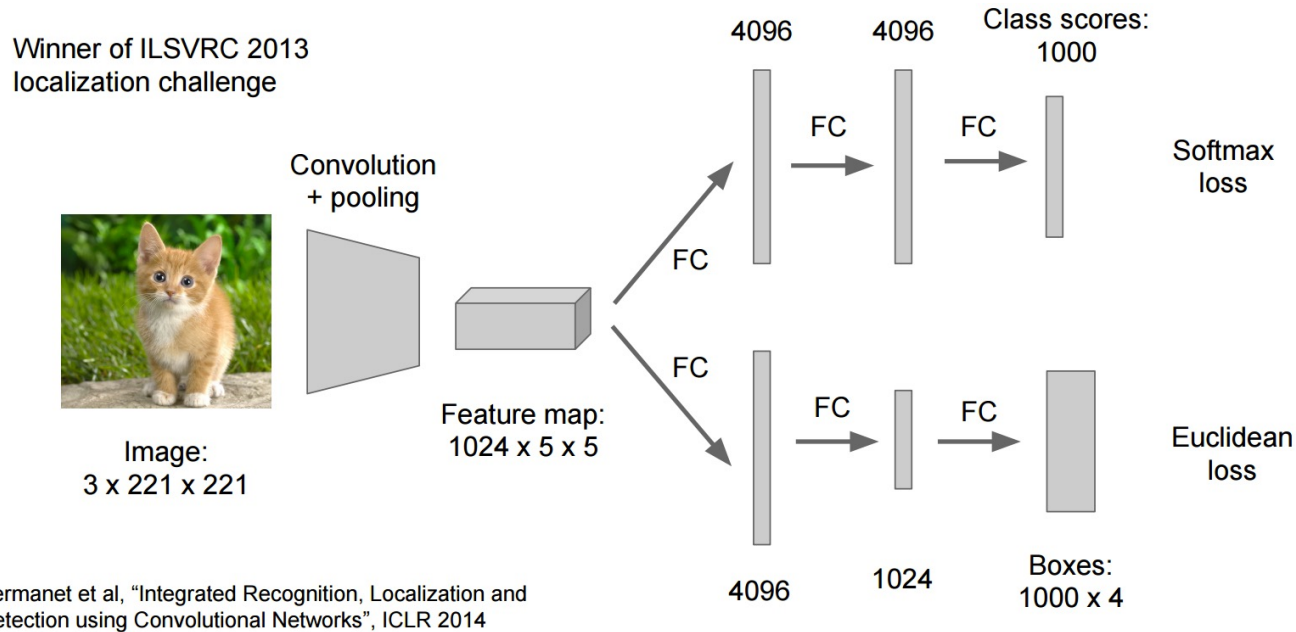 Winner of ILSVRC 2013
localization challenge
Convolution
+ pooling
Image:
3 x 221 x 221
Feature map:
1024 x 5 x 5
FC
4096
FC
4096
FC
Class scores:
1000
Softmax
loss
FC
4096
FC
1024
FC
Boxes:
1000 x 4
Euclidean
loss
ermanet et al, “Integrated Recognition, Localization and
etection using Convolutional Networks”, ICLR 2014